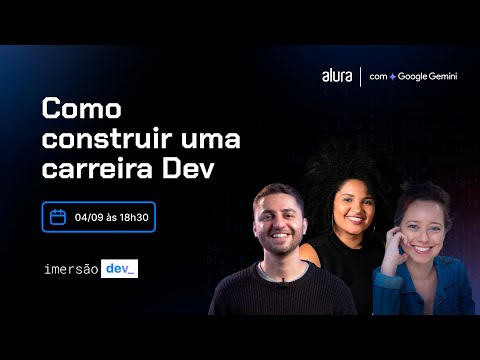 alura
com Google Gemini
Como
construir uma
carreira Dev
04/09 às 18h30
imersão dev_